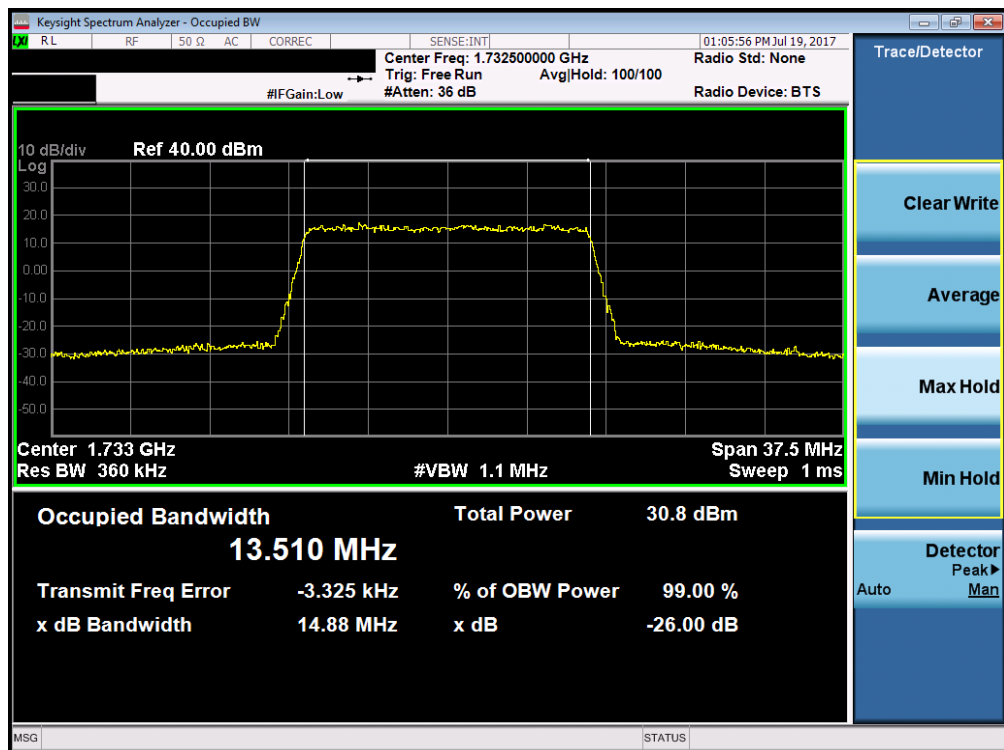 Keysight Spectrum Analyzer - Occupied BW
LXI RL RF 50 Ω AC CORREC SENSE:INT 01:05:56 PM Jul 19, 2017
Center Freq: 1.732500000 GHz Radio Std: None
Trig: Free Run Avg|Hold: 100/100
#IFGain:Low #Atten: 36 dB Radio Device: BTS
Trace/Detector
10 dB/div Ref 40.00 dBm
Log
30.0
20.0
10.0
0.00
-10.0
-20.0
-30.0
-40.0
-50.0
Center 1.733 GHz Span 37.5 MHz
Res BW 360 kHz #VBW 1.1 MHz Sweep 1 ms
Occupied Bandwidth Total Power 30.8 dBm
13.510 MHz
Transmit Freq Error -3.325 kHz % of OBW Power 99.00 %
x dB Bandwidth 14.88 MHz x dB -26.00 dB
Clear Write
Average
Max Hold
Min Hold
Detector
Peak▶
Auto Man
MSG STATUS